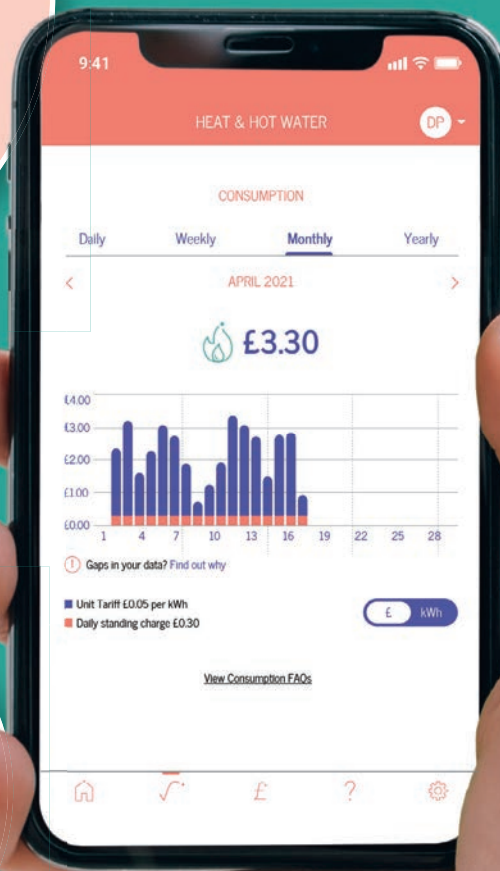 9:41
HEAT & HOT WATER DP
CONSUMPTION
Daily Weekly Monthly Yearly
< APRIL 2021 >
£3.30
£4.00
£3.00
£2.00
£1.00
£0.00
1 4 7 10 13 16 19 22 25 28
! Gaps in your data? Find out why
Unit Tariff £0.05 per kWh
Daily standing charge £0.30
£ kWh
View Consumption FAQs
£ ?